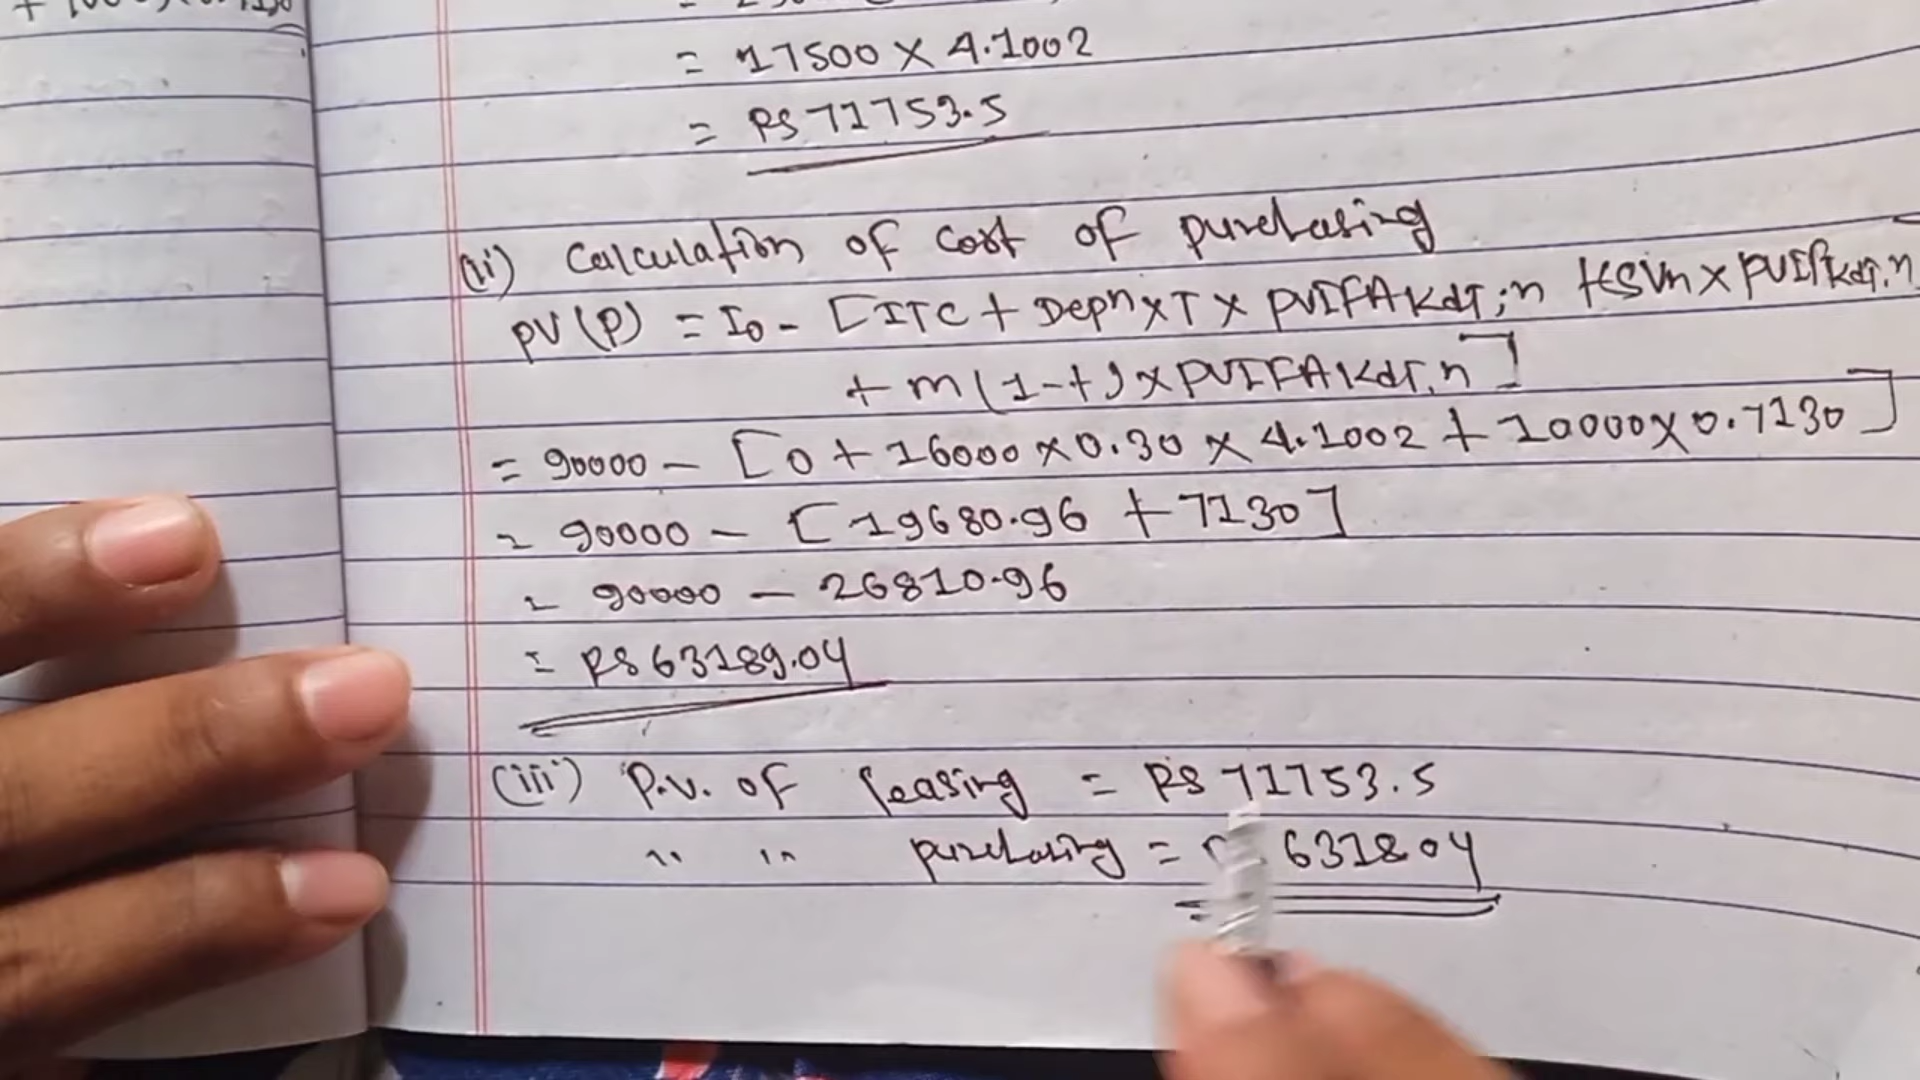 = 17500 × 4.1002
= RS 71753.5
(ii) Calculation of cost of purchasing
PV(P) = I0 - [ITC + Depn × T × PVIFAKdT;n + SVn × PVIFKdT,n
+ m(1-t) × PVIFAKdT,n]
= 90000 - [0 + 16000 × 0.30 × 4.1002 + 10000 × 0.7130]
= 90000 - [19680.96 + 7130]
= 90000 - 26810.96
= RS 63189.04
(iii) P.V. of leasing = RS 71753.5
" " purchasing = 631804